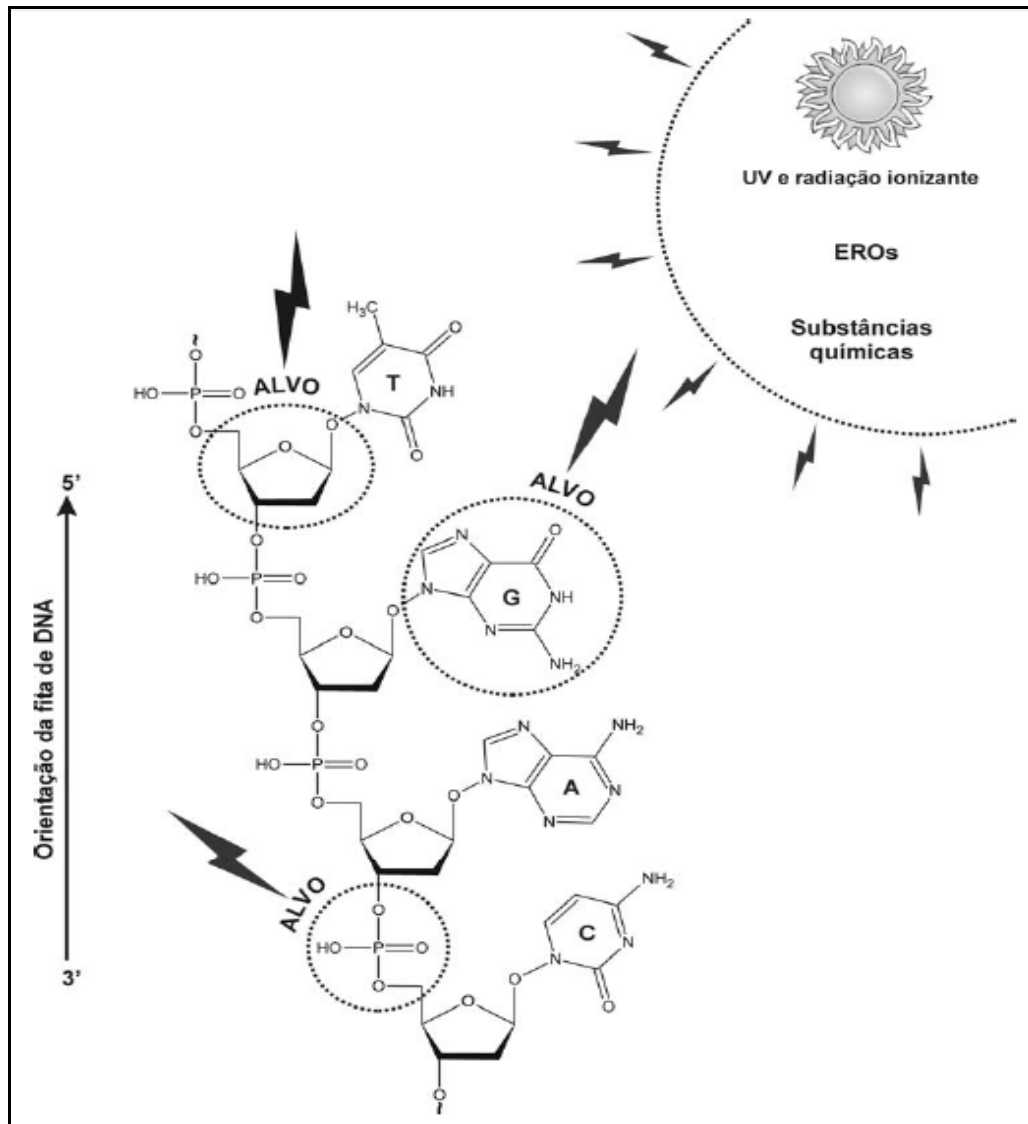 UV e radiação ionizante
EROs
Substâncias
químicas
ALVO
H₃C
O
T
NH
N
O
~
O
HO
P
O
O
O
O
5'
Orientação da fita de DNA
3'
ALVO
O
HO
P
O
O
O
O
N
N
O
G
NH
N
NH₂
O
HO
P
O
O
O
O
N
N
NH₂
A
N
N
ALVO
O
HO
P
O
O
O
O
NH₂
C
N
N
O
O
~